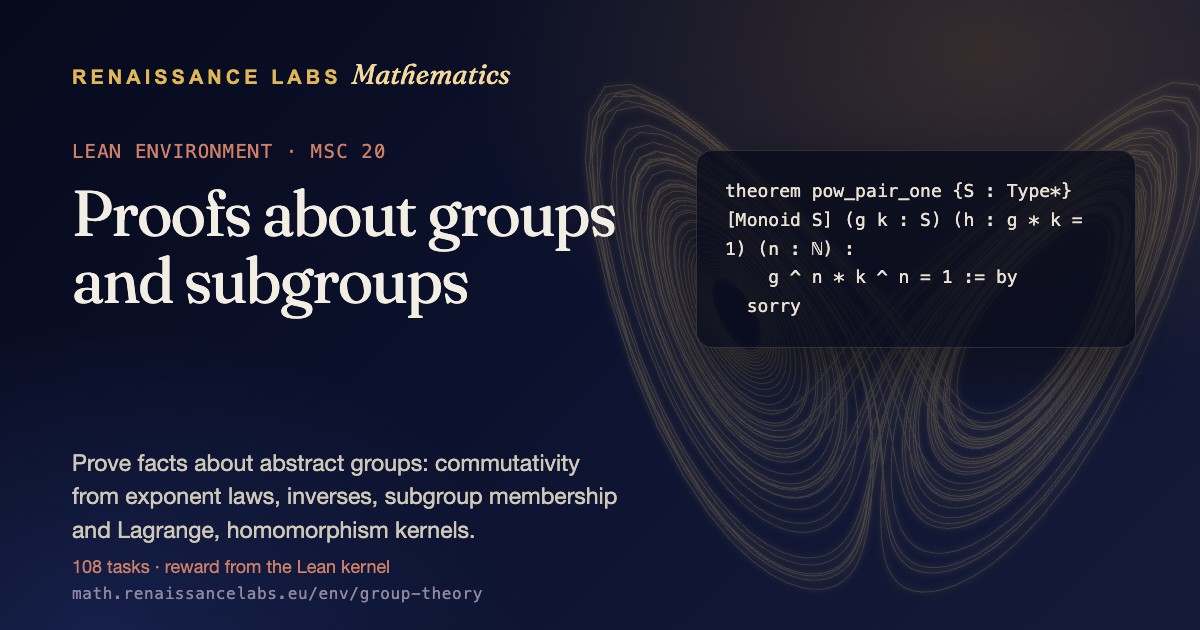 RENAISSANCE LABS Mathematics
LEAN ENVIRONMENT · MSC 20
Proofs about groups
and subgroups
theorem pow_pair_one {S : Type*}
[Monoid S] (g k : S) (h : g * k =
1) (n : ℕ) :
    g ^ n * k ^ n = 1 := by
  sorry
Prove facts about abstract groups: commutativity
from exponent laws, inverses, subgroup membership
and Lagrange, homomorphism kernels.
108 tasks · reward from the Lean kernel
math.renaissancelabs.eu/env/group-theory